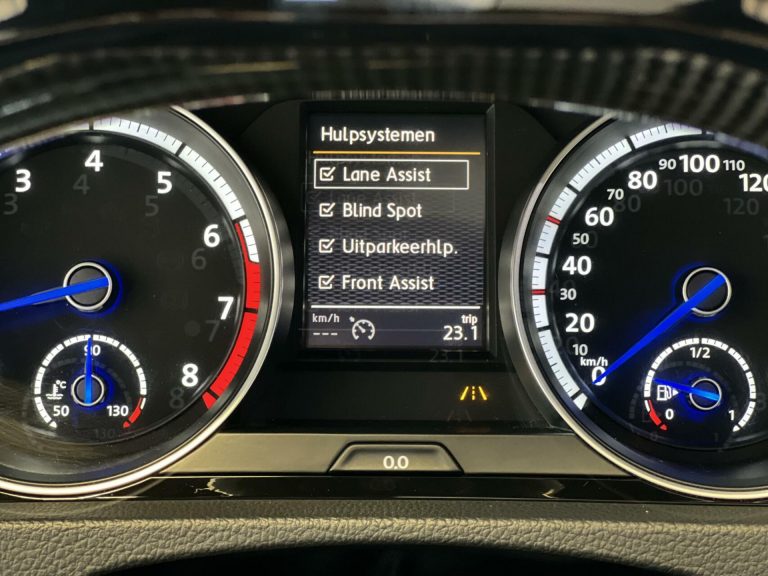 Hulpsystemen
Lane Assist
Blind Spot
Uitparkeerhlp.
Front Assist
km/h
trip
--- 23.1
0.0
3 4 5 6 7 8
50 90 130
°C
0 10 20 30 40 50 60 70 80 90 100 110 120
km/h
0 1/2 1